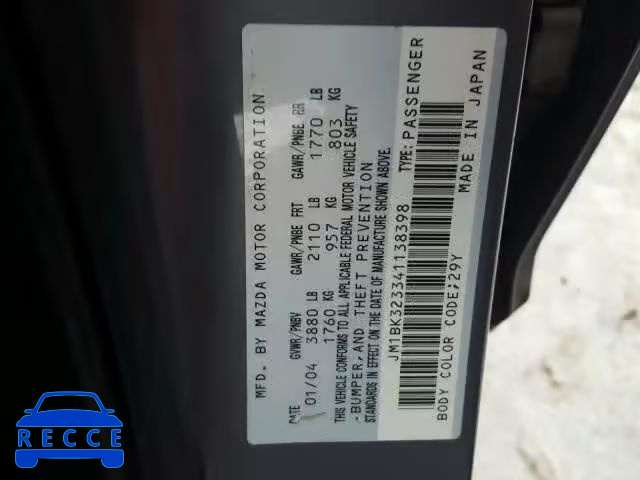 MFD. BY MAZDA MOTOR CORPORATION
DATE GVWR/PNBV GAWR/PNBE FRT GAWR/PNBE RR
01/04 3880 LB 2110 LB 1770 LB
1760 KG 957 KG 803 KG
THIS VEHICLE CONFORMS TO ALL APPLICABLE FEDERAL MOTOR VEHICLE SAFETY
-BUMPER, AND THEFT PREVENTION
STANDARDS IN EFFECT ON THE DATE OF MANUFACTURE SHOWN ABOVE.
JM1BK323341138398 TYPE: PASSENGER
BODY COLOR CODE;29Y MADE IN JAPAN
RECCE